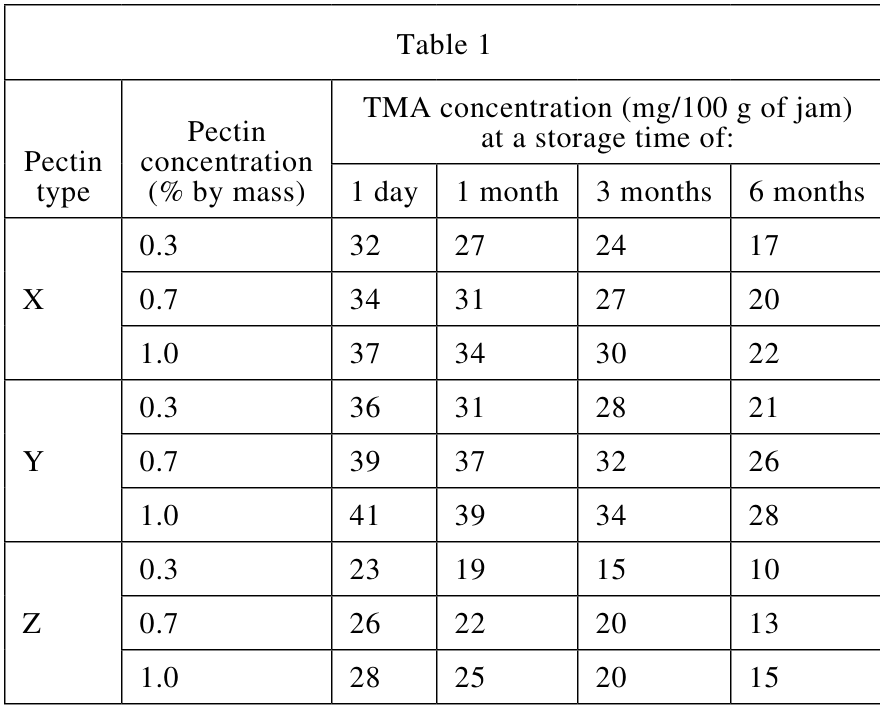 Table 1
Pectin type
Pectin concentration (% by mass)
TMA concentration (mg/100 g of jam)
at a storage time of:
1 day 1 month 3 months 6 months
X
0.3 32 27 24 17
0.7 34 31 27 20
1.0 37 34 30 22
Y
0.3 36 31 28 21
0.7 39 37 32 26
1.0 41 39 34 28
Z
0.3 23 19 15 10
0.7 26 22 20 13
1.0 28 25 20 15